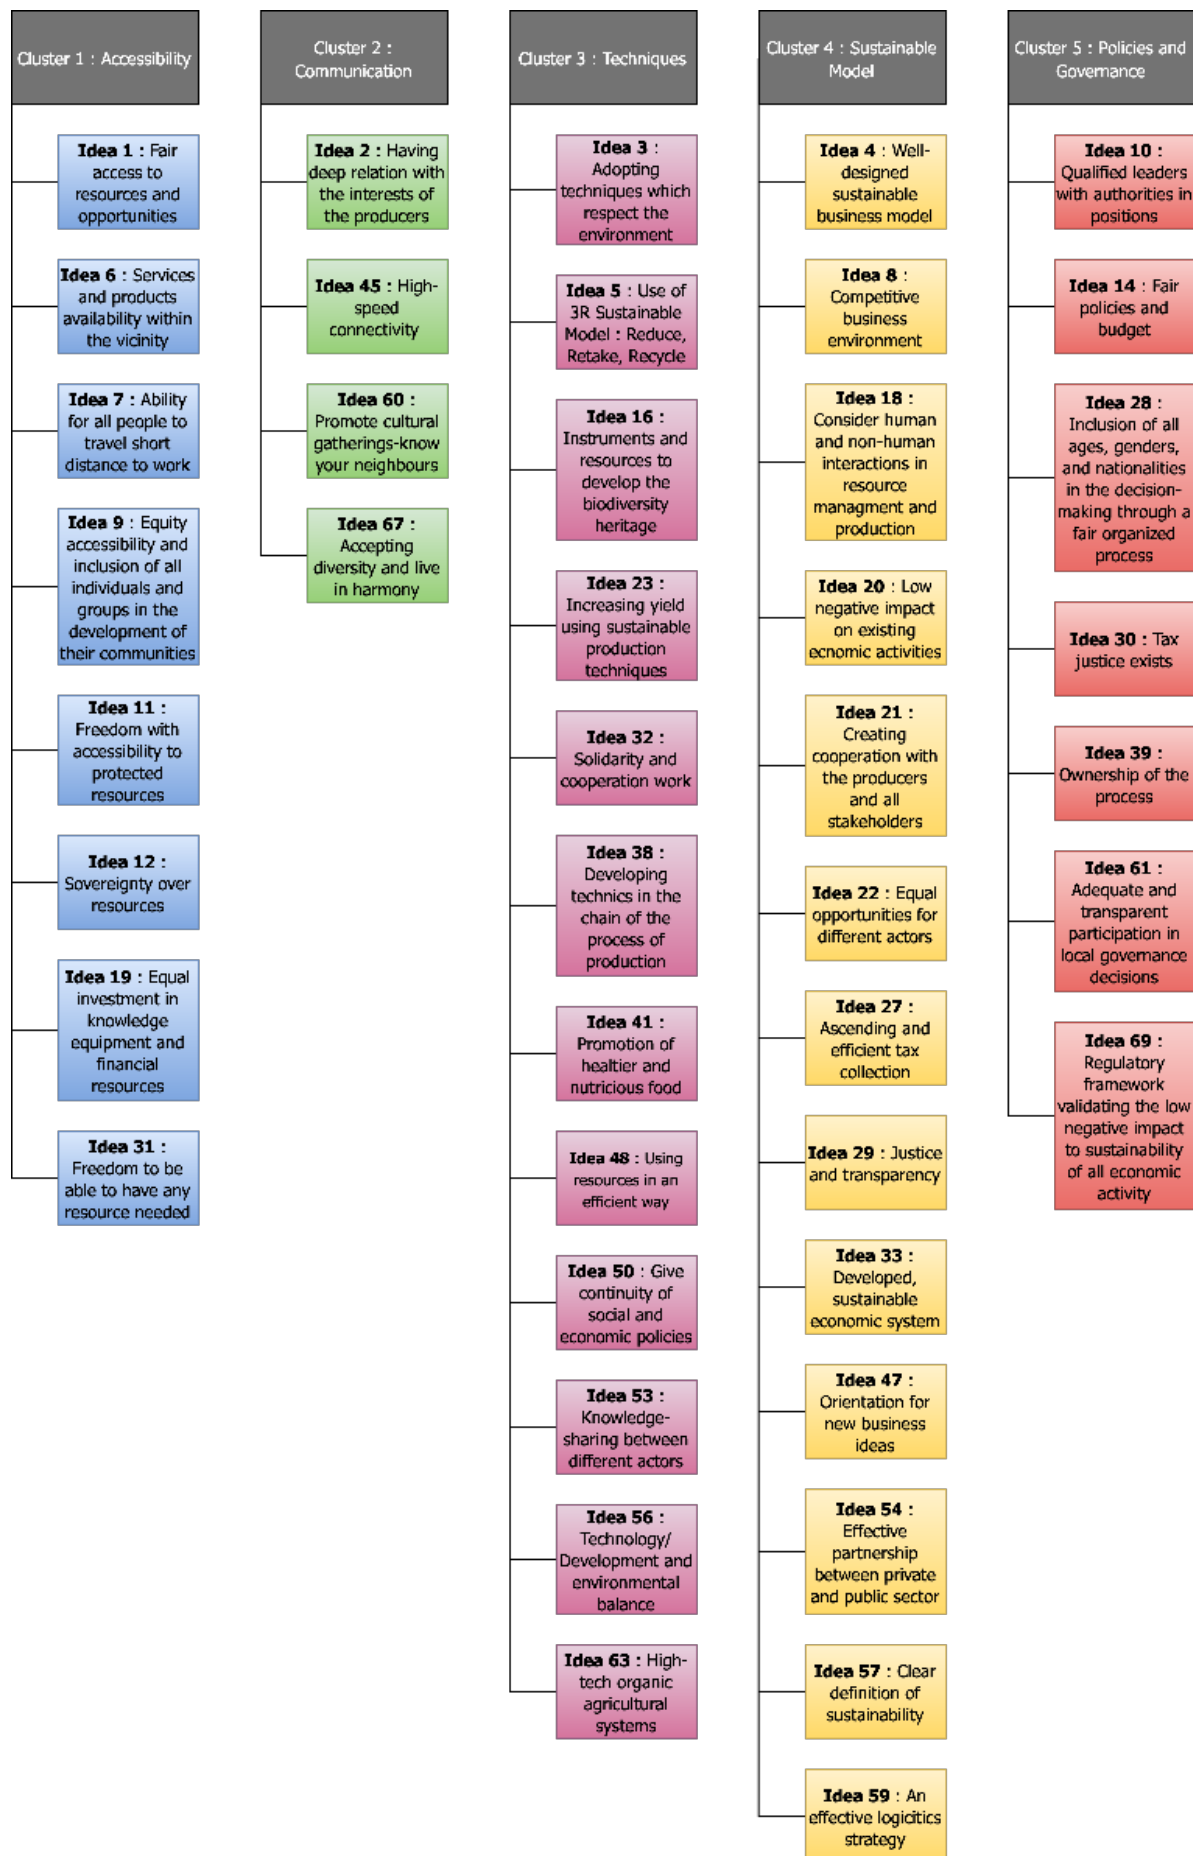 Cluster 1 : Accessibility
Idea 1 : Fair
access to
resources and
opportunities
Idea 6 : Services
and products
availability within
the vicinity
Idea 7 : Ability
for all people to
travel short
distance to work
Idea 9 : Equity
accessibility and
inclusion of all
individuals and
groups in the
development of
their communities
Idea 11 :
Freedom with
accessibility to
protected
resources
Idea 12 :
Sovereignty over
resources
Idea 19 : Equal
investment in
knowledge
equipment and
financial
resources
Idea 31 :
Freedom to be
able to have any
resource needed
Cluster 2 :
Communication
Idea 2 : Having
deep relation with
the interests of
the producers
Idea 45 : High-
speed
connectivity
Idea 60 :
Promote cultural
gatherings-know
your neighbours
Idea 67 :
Accepting
diversity and live
in harmony
Cluster 3 : Techniques
Idea 3 :
Adopting
techniques which
respect the
environment
Idea 5 : Use of
3R Sustainable
Model : Reduce,
Retake, Recycle
Idea 16 :
Instruments and
resources to
develop the
biodiversity
heritage
Idea 23 :
Increasing yield
using sustainable
production
techniques
Idea 32 :
Solidarity and
cooperation work
Idea 38 :
Developing
technics in the
chain of the
process of
production
Idea 41 :
Promotion of
healtier and
nutricious food
Idea 48 : Using
resources in an
efficient way
Idea 50 : Give
continuity of
social and
economic policies
Idea 53 :
Knowledge-
sharing between
different actors
Idea 56 :
Technology/
Development and
environmental
balance
Idea 63 : High-
tech organic
agricultural
systems
Cluster 4 : Sustainable
Model
Idea 4 : Well-
designed
sustainable
business model
Idea 8 :
Competitive
business
environment
Idea 18 :
Consider human
and non-human
interactions in
resource
managment and
production
Idea 20 : Low
negative impact
on existing
ecnomic activities
Idea 21 :
Creating
cooperation with
the producers
and all
stakeholders
Idea 22 : Equal
opportunities for
different actors
Idea 27 :
Ascending and
efficient tax
collection
Idea 29 : Justice
and transparency
Idea 33 :
Developed,
sustainable
economic system
Idea 47 :
Orientation for
new business
ideas
Idea 54 :
Effective
partnership
between private
and public sector
Idea 57 : Clear
definition of
sustainability
Idea 59 : An
effective logicitics
strategy
Cluster 5 : Policies and
Governance
Idea 10 :
Qualified leaders
with authorities in
positions
Idea 14 : Fair
policies and
budget
Idea 28 :
Inclusion of all
ages, genders,
and nationalities
in the decision-
making through a
fair organized
process
Idea 30 : Tax
justice exists
Idea 39 :
Ownership of the
process
Idea 61 :
Adequate and
transparent
participation in
local governance
decisions
Idea 69 :
Regulatory
framework
validating the low
negative impact
to sustainability
of all economic
activity